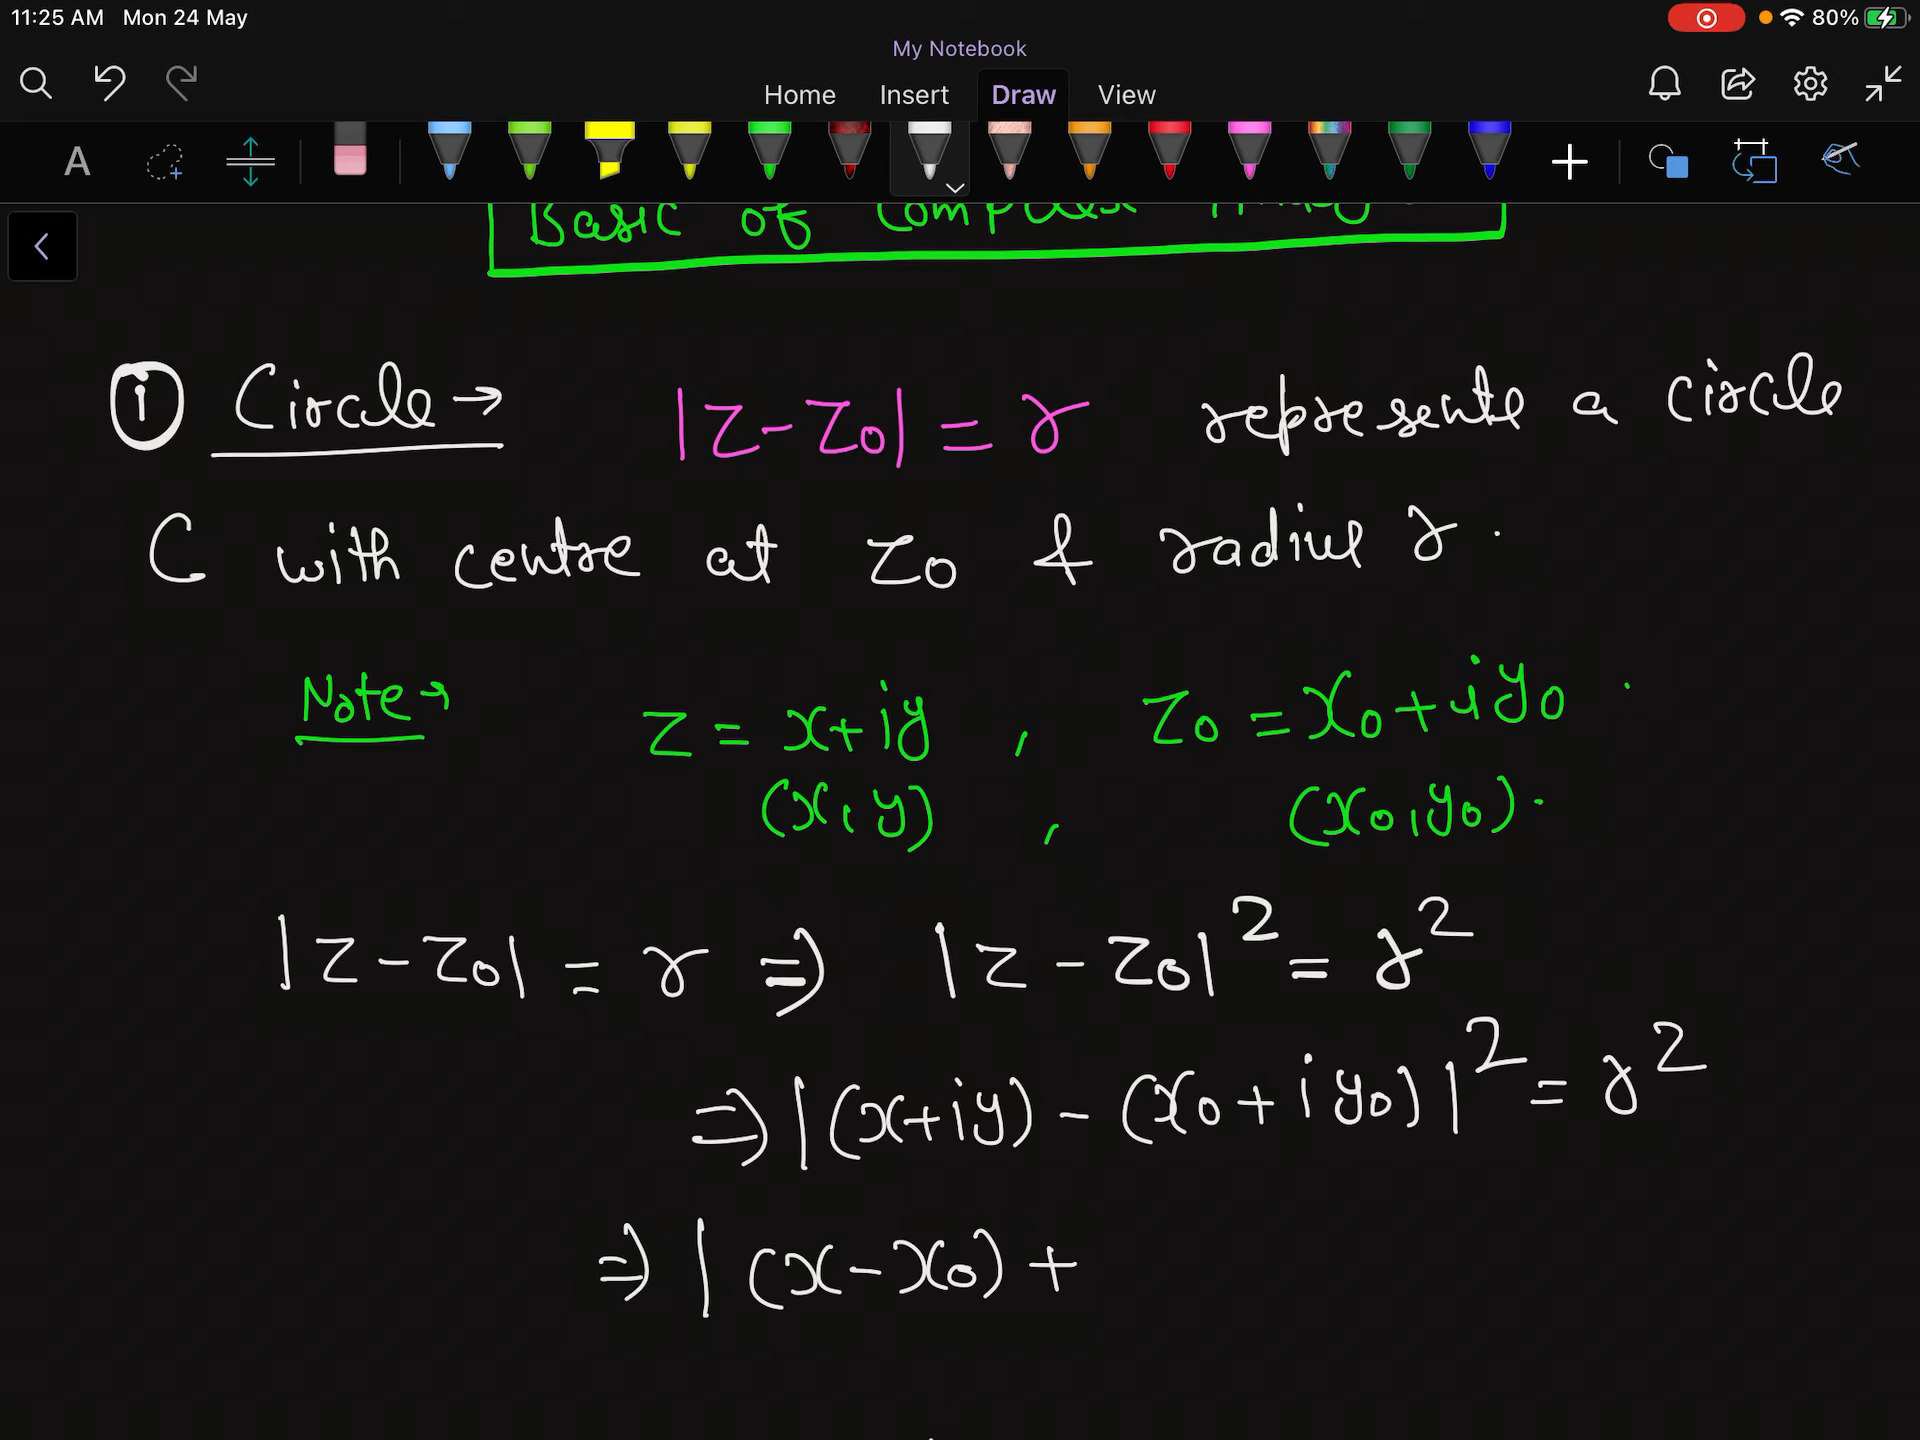 11:25 AM Mon 24 May 80%
My Notebook
Home Insert Draw View
A
Basic of
① Circle → |z - z₀| = r represents a circle
C with centre at z₀ & radius r.
Note → z = x+iy , z₀ = x₀+iy₀ .
(x,y) , (x₀,y₀).
|z - z₀| = r ⇒ |z - z₀|² = r²
⇒ |(x+iy) - (x₀+iy₀)|² = r²
⇒ |(x-x₀) +